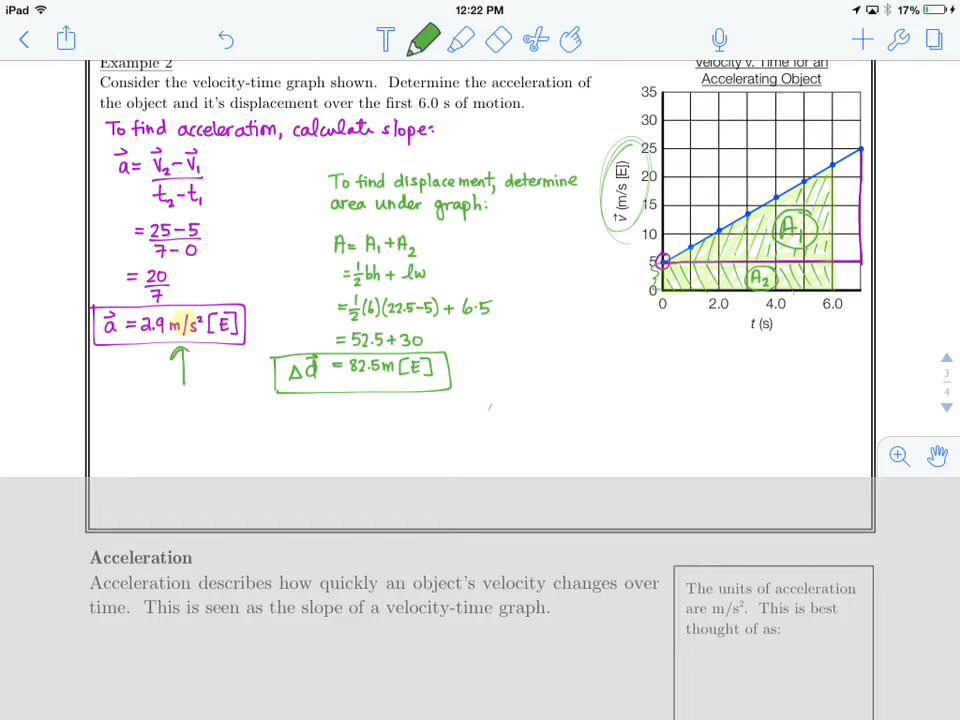 iPad
12:22 PM
17%
T
Example 2
Consider the velocity-time graph shown. Determine the acceleration of
the object and it's displacement over the first 6.0 s of motion.
To find acceleration, calculate slope:
a⃗ = (v⃗₂ - v⃗₁)/(t₂ - t₁)
= (25 - 5)/(7 - 0)
= 20/7
a⃗ = 2.9 m/s² [E]
To find displacement, determine
area under graph:
A = A₁ + A₂
= ½bh + lw
= ½(6)(22.5-5) + 6·5
= 52.5 + 30
Δd⃗ = 82.5m [E]
Velocity v. Time for an
Accelerating Object
35
30
25
20
15
10
5
0
v⃗ (m/s [E])
A₁
A₂
0 2.0 4.0 6.0
t (s)
3
4
Acceleration
Acceleration describes how quickly an object's velocity changes over
time. This is seen as the slope of a velocity-time graph.
The units of acceleration
are m/s². This is best
thought of as: